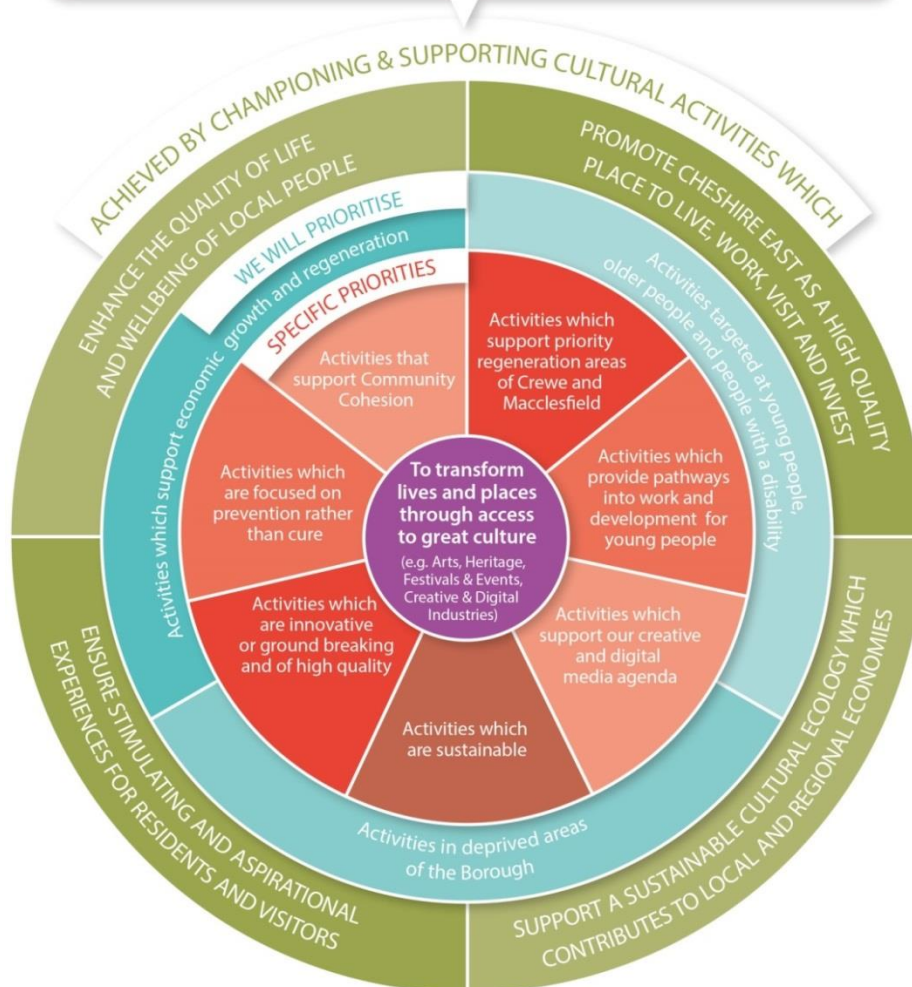 ACHIEVED BY CHAMPIONING & SUPPORTING CULTURAL ACTIVITIES WHICH
ENHANCE THE QUALITY OF LIFE
AND WELLBEING OF LOCAL PEOPLE
PROMOTE CHESHIRE EAST AS A HIGH QUALITY
PLACE TO LIVE, WORK, VISIT AND INVEST
SUPPORT A SUSTAINABLE CULTURAL ECOLOGY WHICH
CONTRIBUTES TO LOCAL AND REGIONAL ECONOMIES
ENSURE STIMULATING AND ASPIRATIONAL
EXPERIENCES FOR RESIDENTS AND VISITORS
WE WILL PRIORITISE
Activities which support economic growth and regeneration
Activities targeted at young people,
older people and people with a disability
Activities in deprived areas
of the Borough
SPECIFIC PRIORITIES
Activities that
support Community
Cohesion
Activities which
support priority
regeneration areas
of Crewe and
Macclesfield
Activities which
provide pathways
into work and
development for
young people
Activities which
support our creative
and digital
media agenda
Activities which
are sustainable
Activities which
are innovative
or ground breaking
and of high quality
Activities which
are focused on
prevention rather
than cure
To transform
lives and places
through access
to great culture
(e.g. Arts, Heritage,
Festivals & Events,
Creative & Digital
Industries)